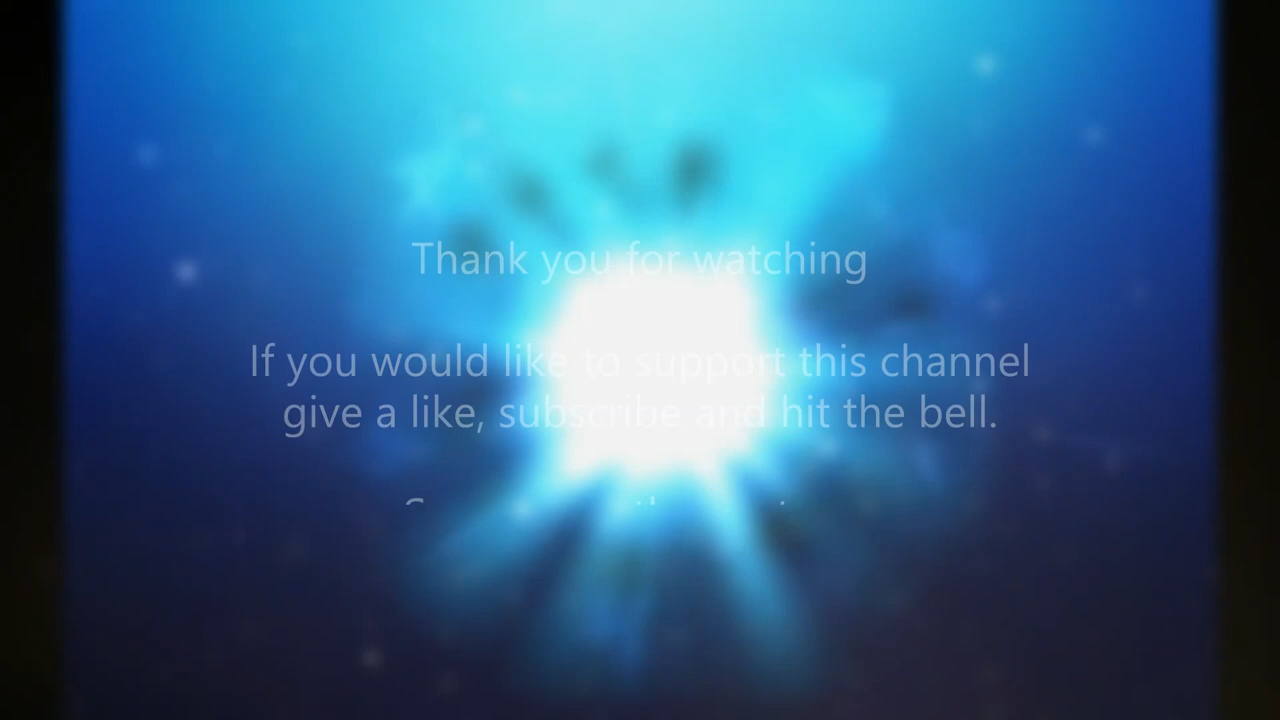 Thank you for watching
If you would like to support this channel
give a like, subscribe and hit the bell.